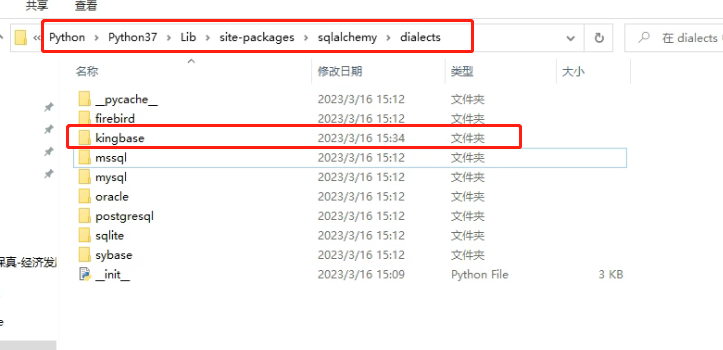 共享 查看
« Python › Python37 › Lib › site-packages › sqlalchemy › dialects 在 dialects
名称 修改日期 类型 大小
__pycache__ 2023/3/16 15:12 文件夹
firebird 2023/3/16 15:12 文件夹
kingbase 2023/3/16 15:34 文件夹
mssql 2023/3/16 15:12 文件夹
mysql 2023/3/16 15:12 文件夹
oracle 2023/3/16 15:12 文件夹
postgresql 2023/3/16 15:12 文件夹
sqlite 2023/3/16 15:12 文件夹
sybase 2023/3/16 15:12 文件夹
真-经济发
__init__ 2023/3/16 15:09 Python File 3 KB
e